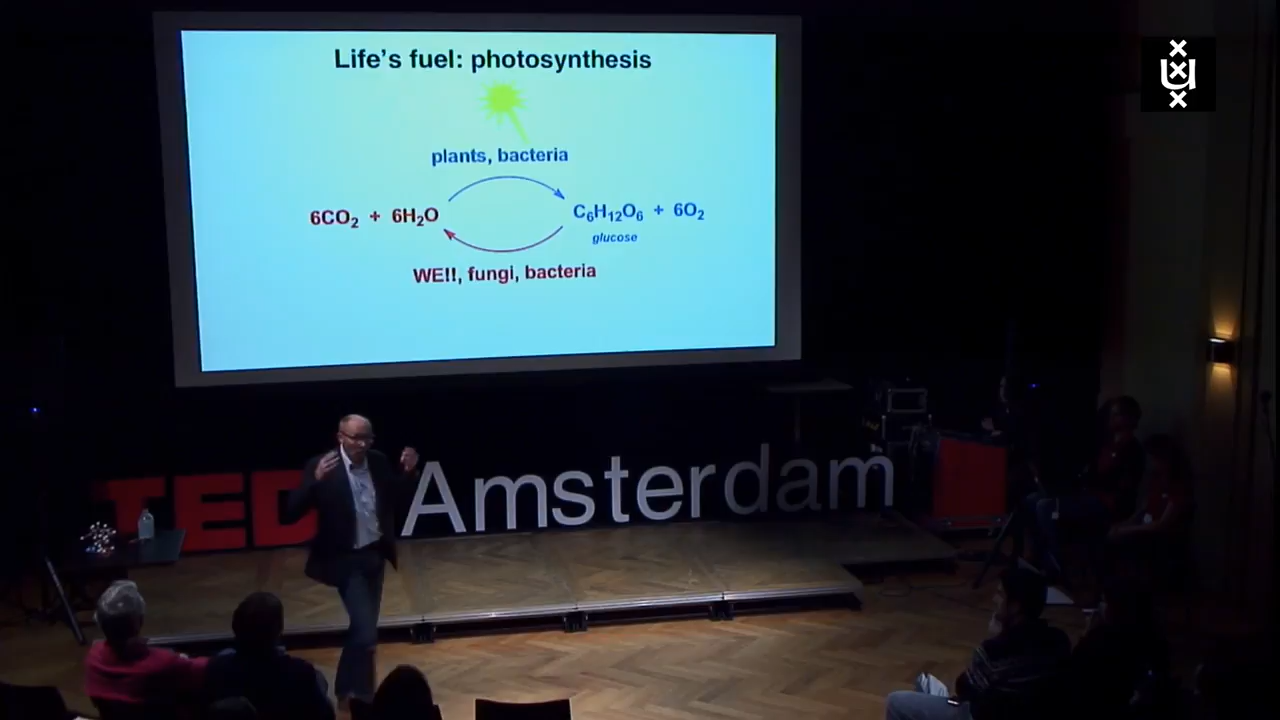 Life's fuel: photosynthesis
plants, bacteria
6CO₂ + 6H₂O
C₆H₁₂O₆ + 6O₂
glucose
WE!!, fungi, bacteria
TED Amsterdam